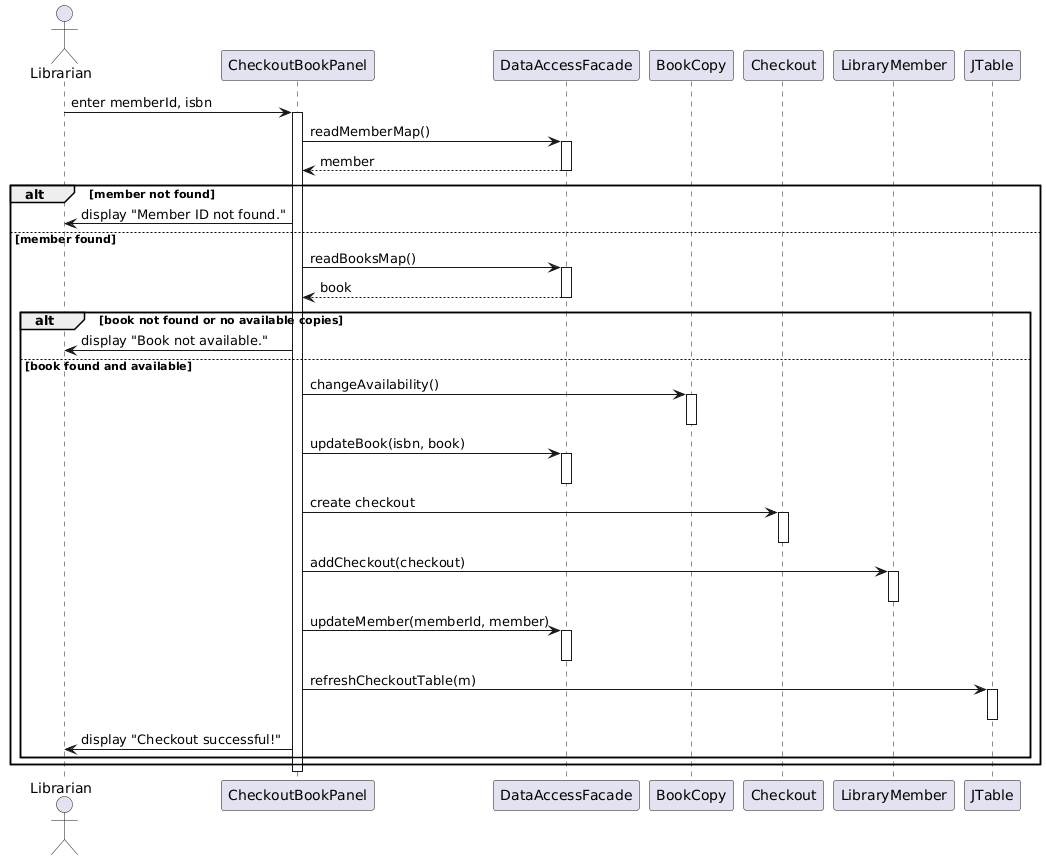 Librarian
CheckoutBookPanel
DataAccessFacade
BookCopy
Checkout
LibraryMember
JTable
enter memberId, isbn
readMemberMap()
member
alt
[member not found]
display "Member ID not found."
[member found]
readBooksMap()
book
alt
[book not found or no available copies]
display "Book not available."
[book found and available]
changeAvailability()
updateBook(isbn, book)
create checkout
addCheckout(checkout)
updateMember(memberId, member)
refreshCheckoutTable(m)
display "Checkout successful!"
Librarian
CheckoutBookPanel
DataAccessFacade
BookCopy
Checkout
LibraryMember
JTable